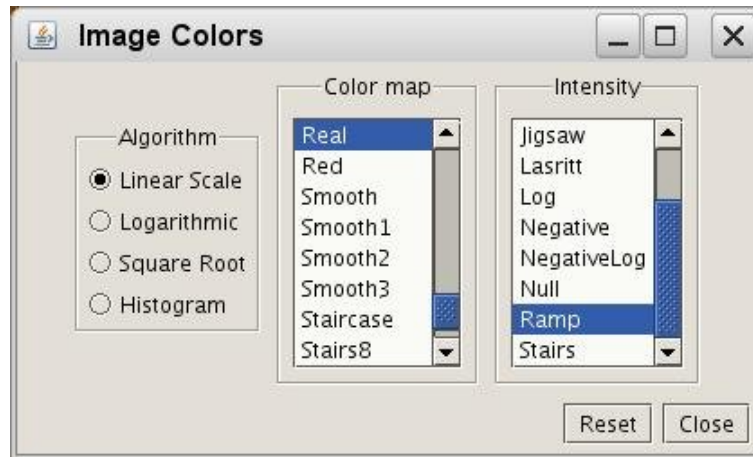 Image Colors
Algorithm
Linear Scale
Logarithmic
Square Root
Histogram
Color map
Real
Red
Smooth
Smooth1
Smooth2
Smooth3
Staircase
Stairs8
Intensity
Jigsaw
Lasritt
Log
Negative
NegativeLog
Null
Ramp
Stairs
Reset
Close